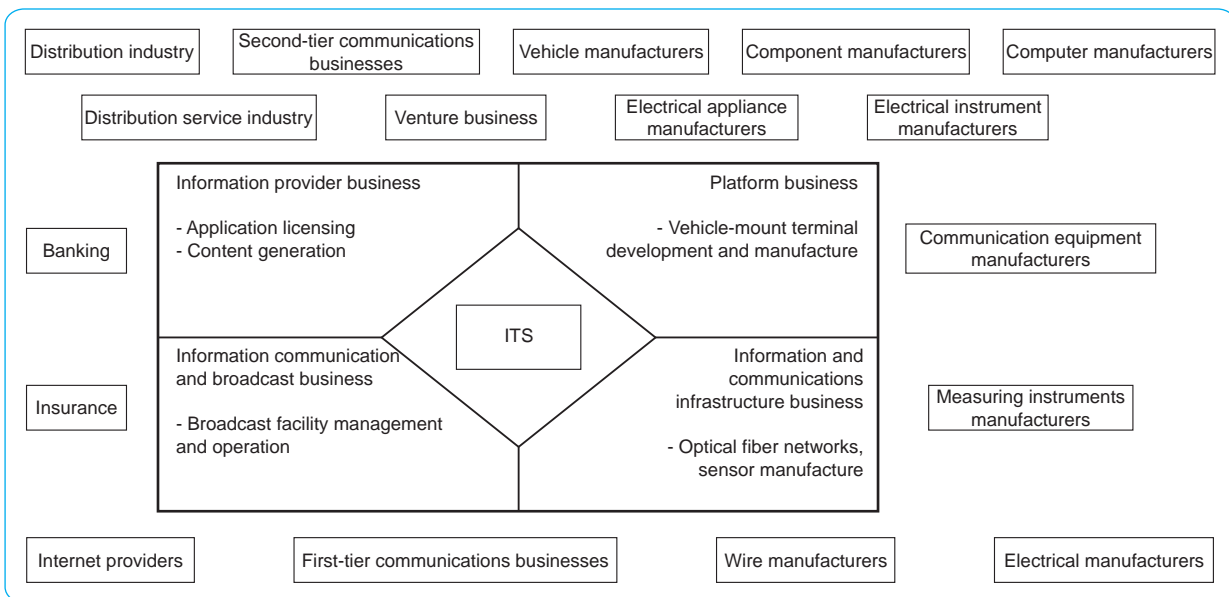 Distribution industry
Second-tier communications
businesses
Vehicle manufacturers
Component manufacturers
Computer manufacturers
Distribution service industry
Venture business
Electrical appliance
manufacturers
Electrical instrument
manufacturers
Information provider business
- Application licensing
- Content generation
Platform business
- Vehicle-mount terminal
development and manufacture
Banking
Communication equipment
manufacturers
ITS
Information communication
and broadcast business
- Broadcast facility management
and operation
Information and
communications
infrastructure business
- Optical fiber networks,
sensor manufacture
Insurance
Measuring instruments
manufacturers
Internet providers
First-tier communications businesses
Wire manufacturers
Electrical manufacturers